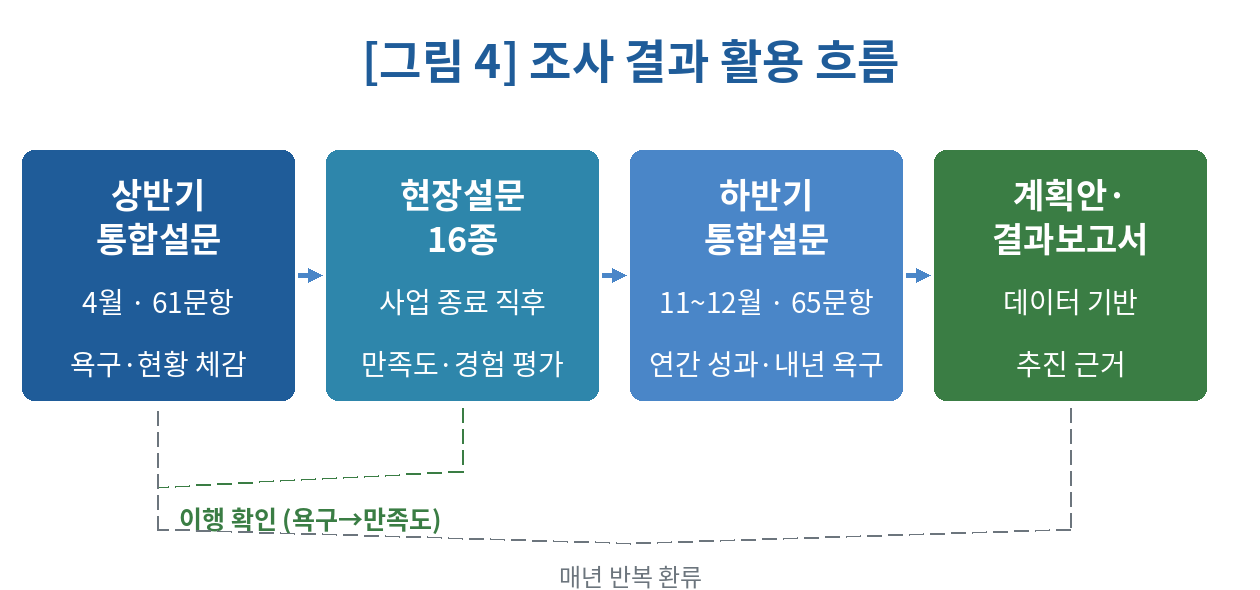 [그림 4] 조사 결과 활용 흐름
상반기
통합설문
4월 · 61문항
욕구·현황 체감
현장설문
16종
사업 종료 직후
만족도·경험 평가
하반기
통합설문
11~12월 · 65문항
연간 성과·내년 욕구
계획안·
결과보고서
데이터 기반
추진 근거
이행 확인 (욕구→만족도)
매년 반복 환류